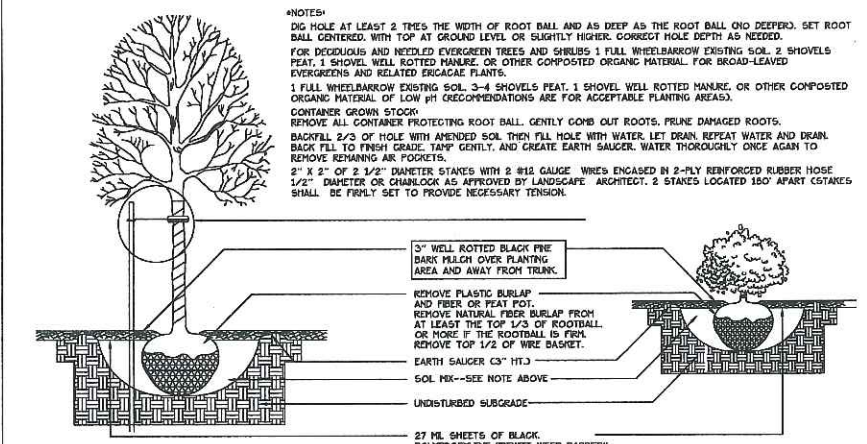 *NOTES:
DIG HOLE AT LEAST 2 TIMES THE WIDTH OF ROOT BALL AND AS DEEP AS THE ROOT BALL (NO DEEPER). SET ROOT
BALL CENTERED, WITH TOP AT GROUND LEVEL OR SLIGHTLY HIGHER. CORRECT HOLE DEPTH AS NEEDED.
FOR DECIDUOUS AND NEEDLED EVERGREEN TREES AND SHRUBS 1 FULL WHEELBARROW EXISTING SOIL, 2 SHOVELS
PEAT, 1 SHOVEL WELL ROTTED MANURE, OR OTHER COMPOSTED ORGANIC MATERIAL. FOR BROAD-LEAVED
EVERGREENS AND RELATED ERICACAE PLANTS.
1 FULL WHEELBARROW EXISTING SOIL, 3-4 SHOVELS PEAT, 1 SHOVEL WELL ROTTED MANURE, OR OTHER COMPOSTED
ORGANIC MATERIAL OF LOW pH (RECOMMENDATIONS ARE FOR ACCEPTABLE PLANTING AREAS).
CONTAINER GROWN STOCK:
REMOVE ALL CONTAINER PROTECTING ROOT BALL. GENTLY COMB OUT ROOTS. PRUNE DAMAGED ROOTS.
BACKFILL 2/3 OF HOLE WITH AMENDED SOIL THEN FILL HOLE WITH WATER. LET DRAIN. REPEAT WATER AND DRAIN.
BACK FILL TO FINISH GRADE. TAMP GENTLY, AND CREATE EARTH SAUCER. WATER THOROUGHLY ONCE AGAIN TO
REMOVE REMAINING AIR POCKETS.
2" X 2" OF 2 1/2" DIAMETER STAKES WITH 2 #12 GAUGE WIRES ENCASED IN 2-PLY REINFORCED RUBBER HOSE
1/2" DIAMETER OR CHAINLOCK AS APPROVED BY LANDSCAPE ARCHITECT. 2 STAKES LOCATED 180' APART (STAKES
SHALL BE FIRMLY SET TO PROVIDE NECESSARY TENSION.
3" WELL ROTTED BLACK PINE
BARK MULCH OVER PLANTING
AREA AND AWAY FROM TRUNK.
REMOVE PLASTIC BURLAP
AND FIBER OR PEAT POT.
REMOVE NATURAL FIBER BURLAP FROM
AT LEAST THE TOP 1/3 OF ROOTBALL,
OR MORE IF THE ROOTBALL IS FIRM.
REMOVE TOP 1/2 OF WIRE BASKET.
EARTH SAUCER (3" HT.)
SOIL MIX--SEE NOTE ABOVE
UNDISTURBED SUBGRADE
27 MIL SHEETS OF BLACK,